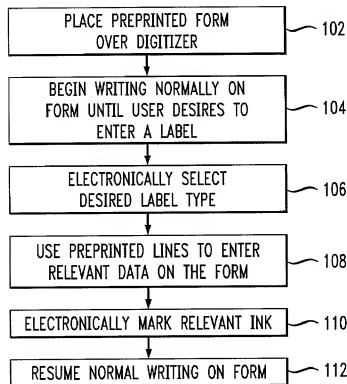 PLACE PREPRINTED FORM
OVER DIGITIZER
102
BEGIN WRITING NORMALLY ON
FORM UNTIL USER DESIRES TO
ENTER A LABEL
104
ELECTRONICALLY SELECT
DESIRED LABEL TYPE
106
USE PREPRINTED LINES TO ENTER
RELEVANT DATA ON THE FORM
108
ELECTRONICALLY MARK RELEVANT INK
110
RESUME NORMAL WRITING ON FORM
112